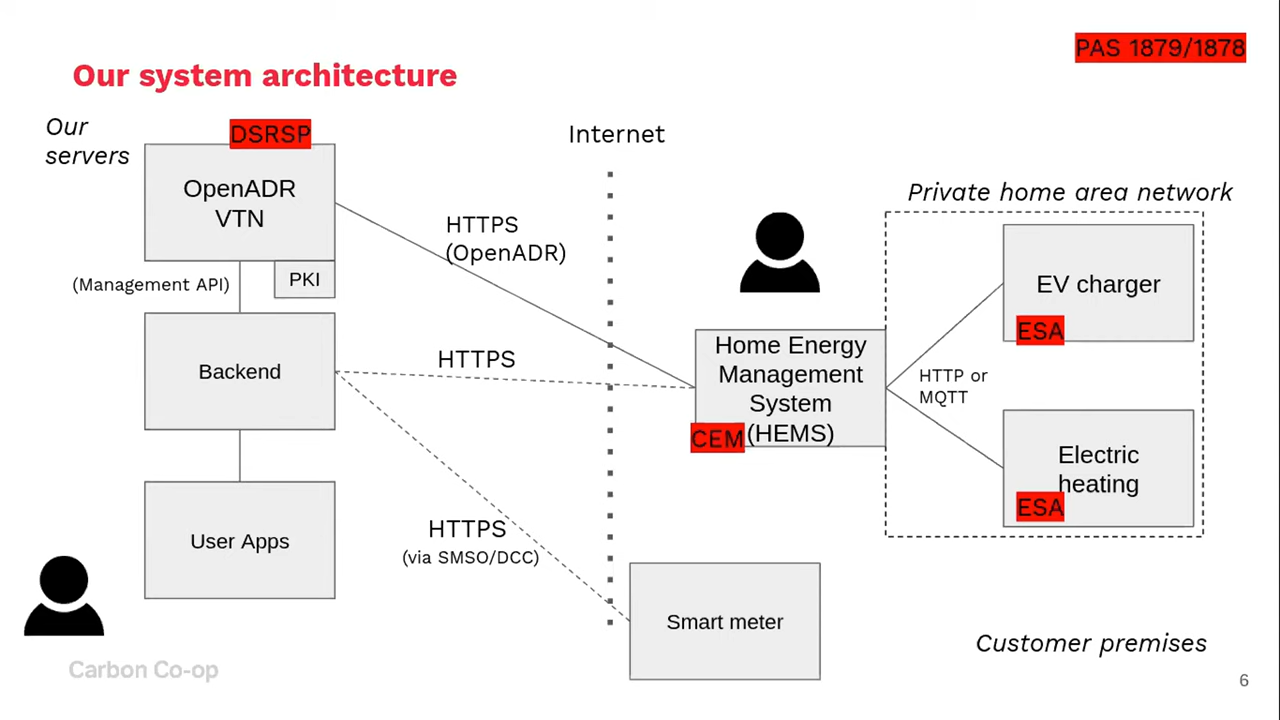 PAS 1879/1878
Our system architecture
Our
servers
DSRSP
OpenADR
VTN
(Management API)
PKI
Backend
User Apps
Internet
HTTPS
(OpenADR)
HTTPS
HTTPS
(via SMSO/DCC)
Home Energy
Management
System
(HEMS)
CEM
Smart meter
Private home area network
EV charger
ESA
HTTP or
MQTT
Electric
heating
ESA
Customer premises
Carbon Co-op
6